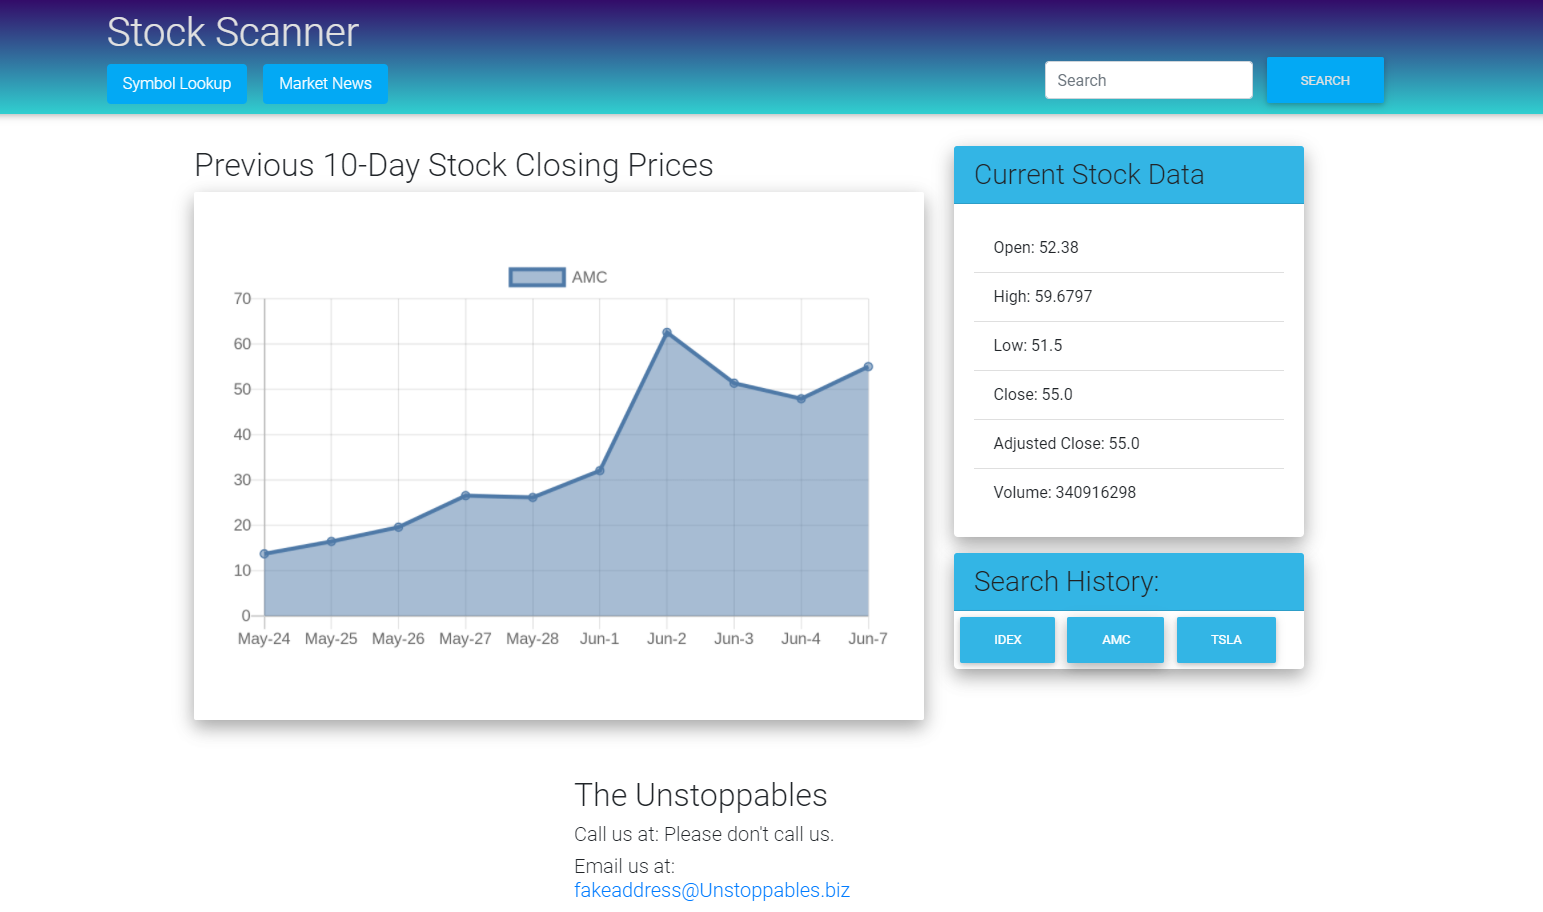 Stock Scanner
Symbol Lookup
Market News
Search
SEARCH
Previous 10-Day Stock Closing Prices
AMC
70
60
50
40
30
20
10
0
May-24 May-25 May-26 May-27 May-28 Jun-1 Jun-2 Jun-3 Jun-4 Jun-7
Current Stock Data
Open: 52.38
High: 59.6797
Low: 51.5
Close: 55.0
Adjusted Close: 55.0
Volume: 340916298
Search History:
IDEX AMC TSLA
The Unstoppables
Call us at: Please don't call us.
Email us at:
fakeaddress@Unstoppables.biz